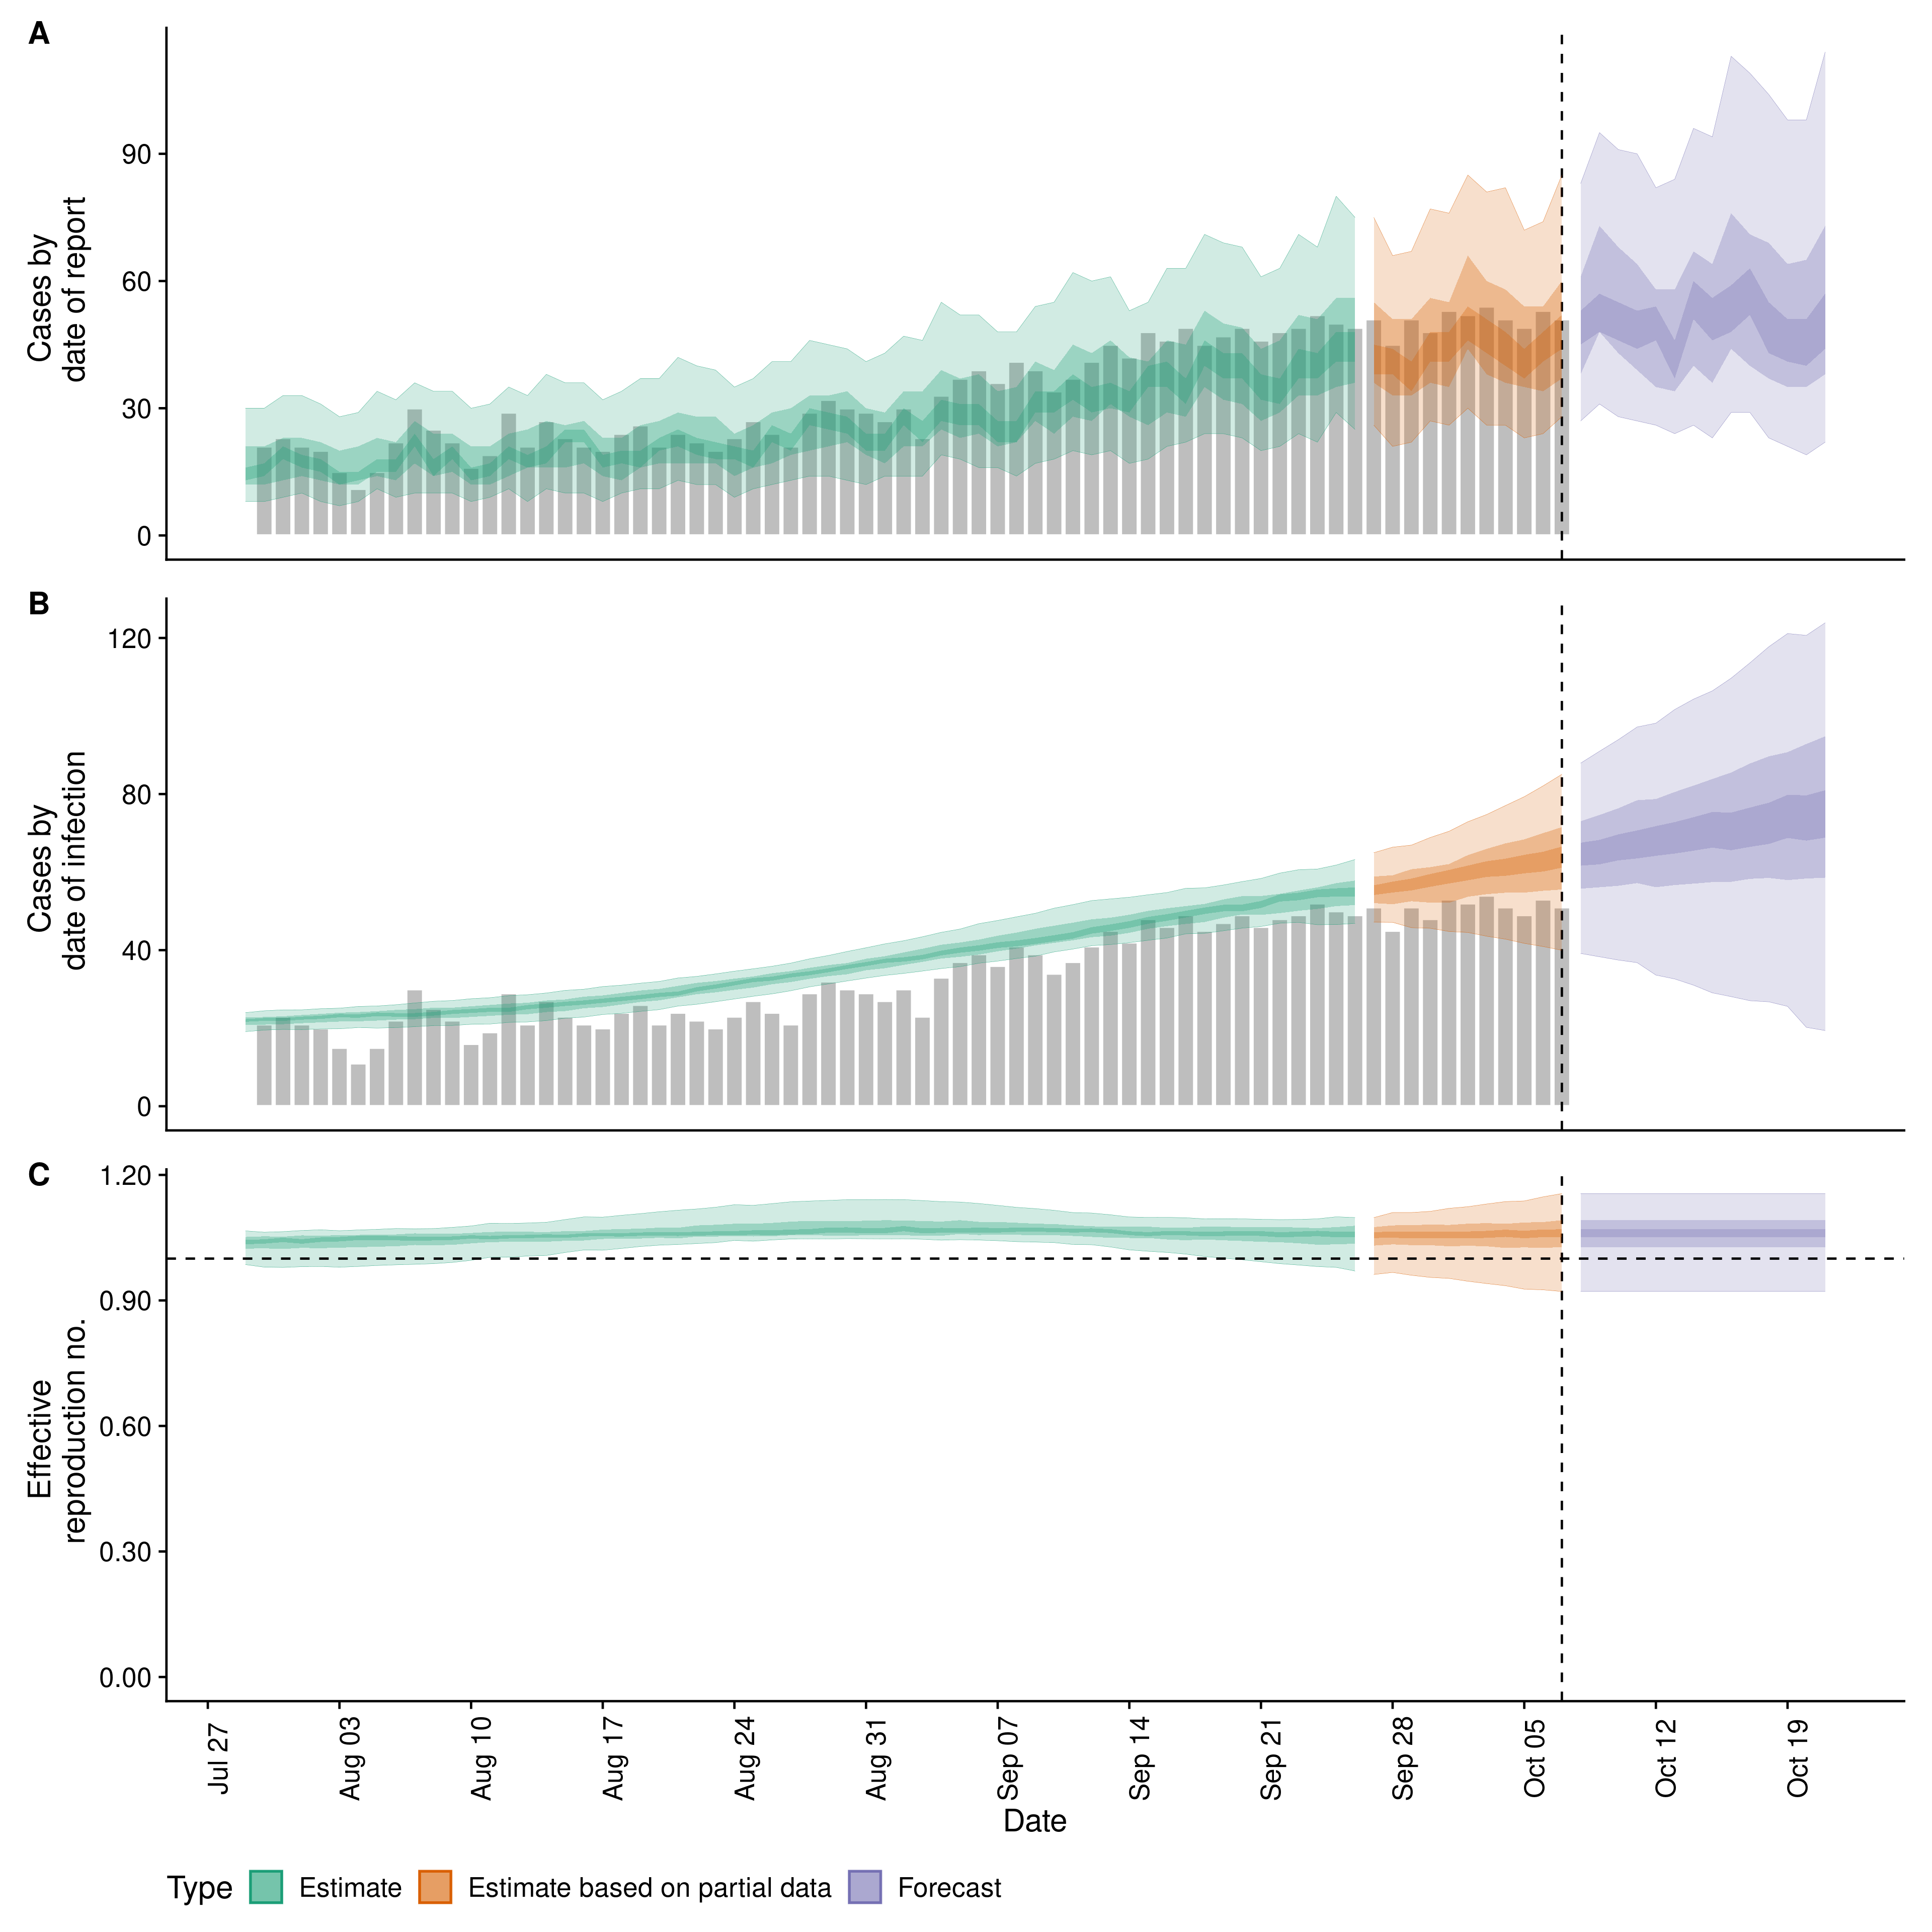 A
90
60
30
0
Cases by
date of report
B
120
80
40
0
Cases by
date of infection
C
1.20
0.90
0.60
0.30
0.00
Effective
reproduction no.
Jul 27
Aug 03
Aug 10
Aug 17
Aug 24
Aug 31
Sep 07
Sep 14
Sep 21
Sep 28
Oct 05
Oct 12
Oct 19
Date
Type Estimate Estimate based on partial data Forecast